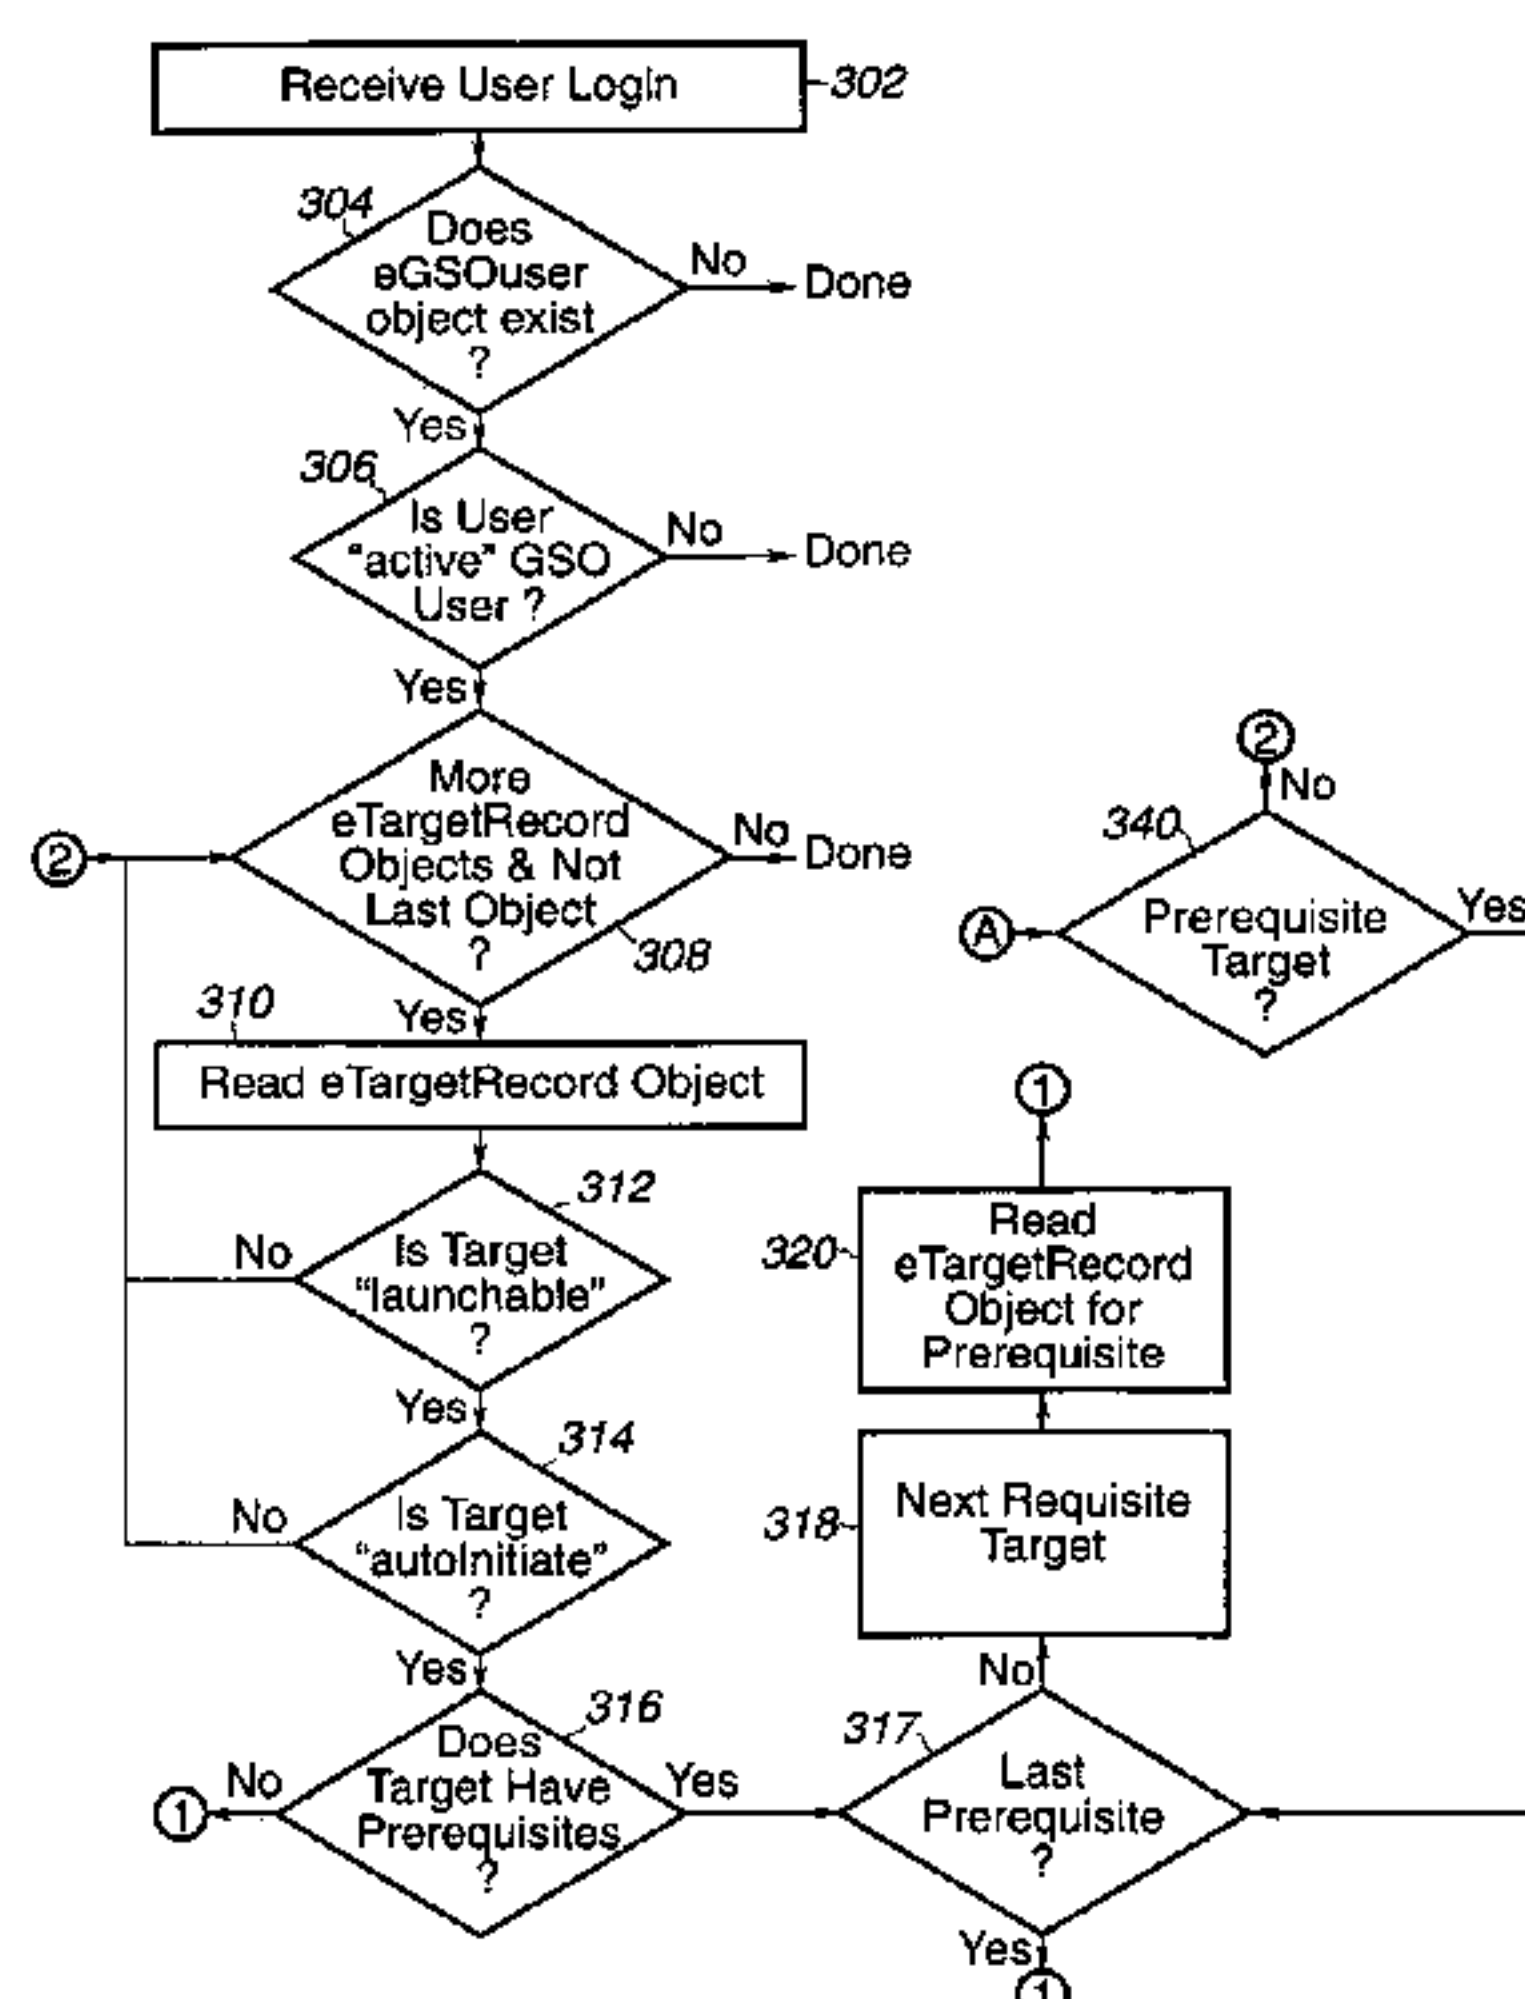 Receive User LogIn
302
304
Does
eGSOuser
object exist
?
No
Done
Yes
306
Is User
“active” GSO
User ?
No
Done
Yes
More
eTargetRecord
Objects & Not
Last Object
?
308
No
Done
2
Yes
310
Read eTargetRecord Object
312
Is Target
“launchable”
?
No
Yes
314
Is Target
“autoInitiate”
?
No
Yes
316
Does
Target Have
Prerequisites
?
No
1
Yes
2
No
340
A
Prerequisite
Target
?
Yes
1
320
Read
eTargetRecord
Object for
Prerequisite
318
Next Requisite
Target
No
317
Last
Prerequisite
?
Yes
1